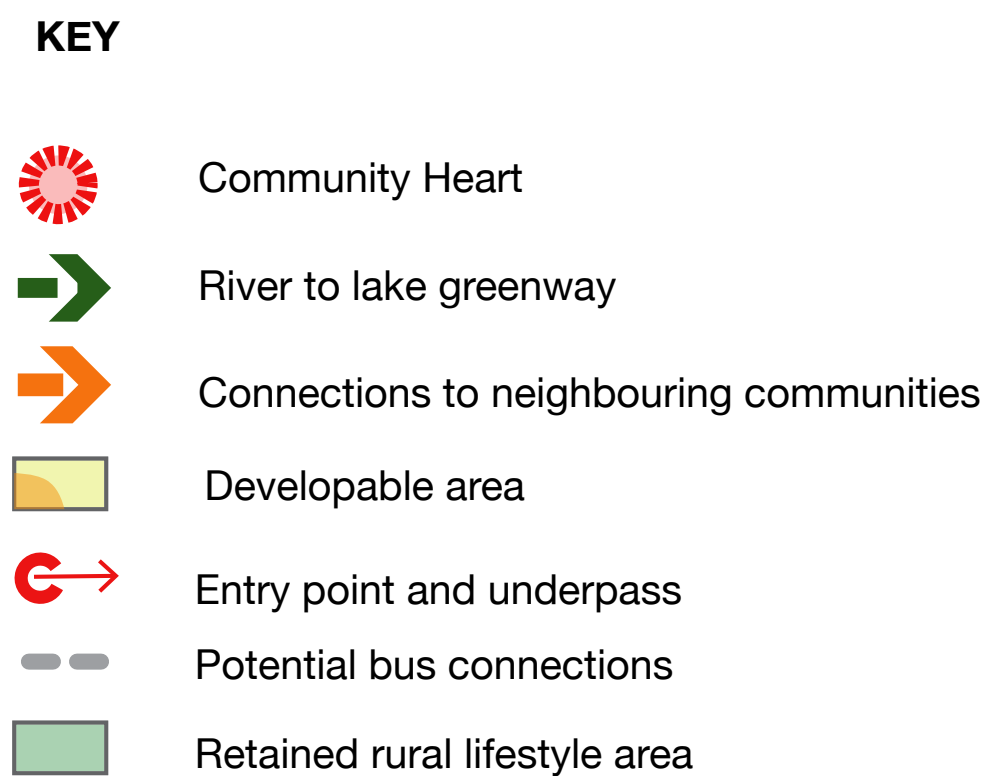 KEY
Community Heart
River to lake greenway
Connections to neighbouring communities
Developable area
Entry point and underpass
Potential bus connections
Retained rural lifestyle area